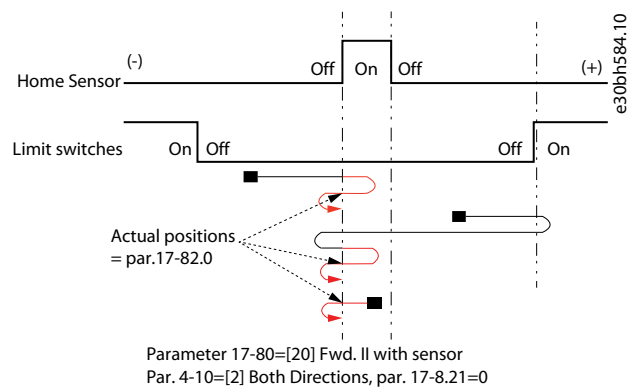 (-)
Home Sensor
Off
On
Off
(+)
e30bh584.10
Limit switches
On
Off
Off
On
Actual positions
= par.17-82.0
Parameter 17-80=[20] Fwd. II with sensor
Par. 4-10=[2] Both Directions, par. 17-8.21=0